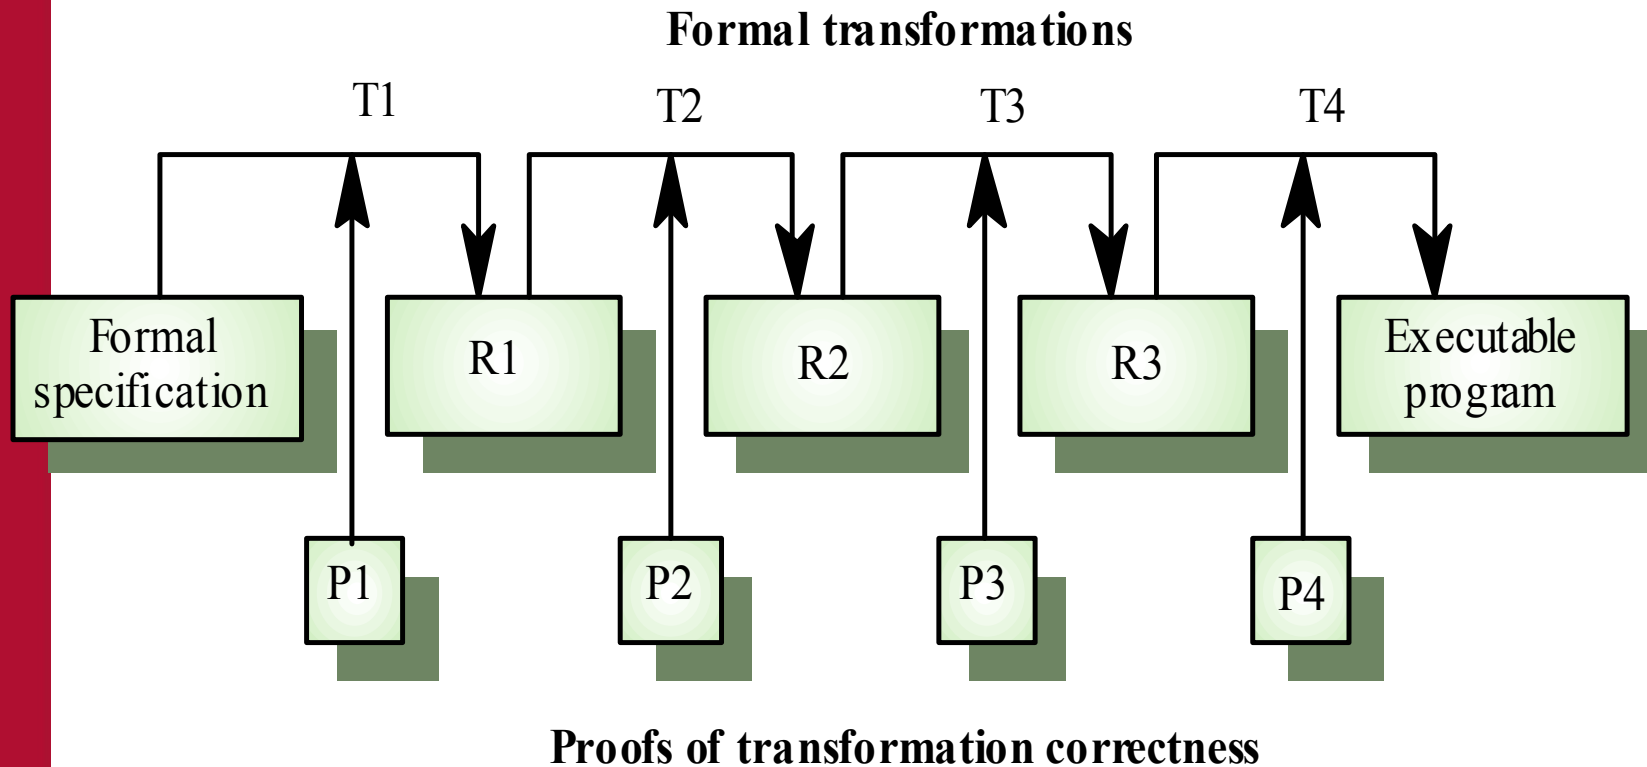 Formal transformations
T1
T2
T3
T4
Formal
specification
R1
R2
R3
Executable
program
P1
P2
P3
P4
Proofs of transformation correctness